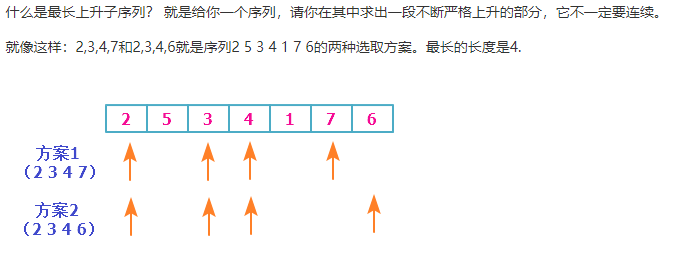 什么是最长上升子序列? 就是给你一个序列，请你在其中求出一段不断严格上升的部分，它不一定要连续。
就像这样：2,3,4,7和2,3,4,6就是序列2 5 3 4 1 7 6的两种选取方案。最长的长度是4.
2 5 3 4 1 7 6
方案1
（2 3 4 7）
方案2
（2 3 4 6）